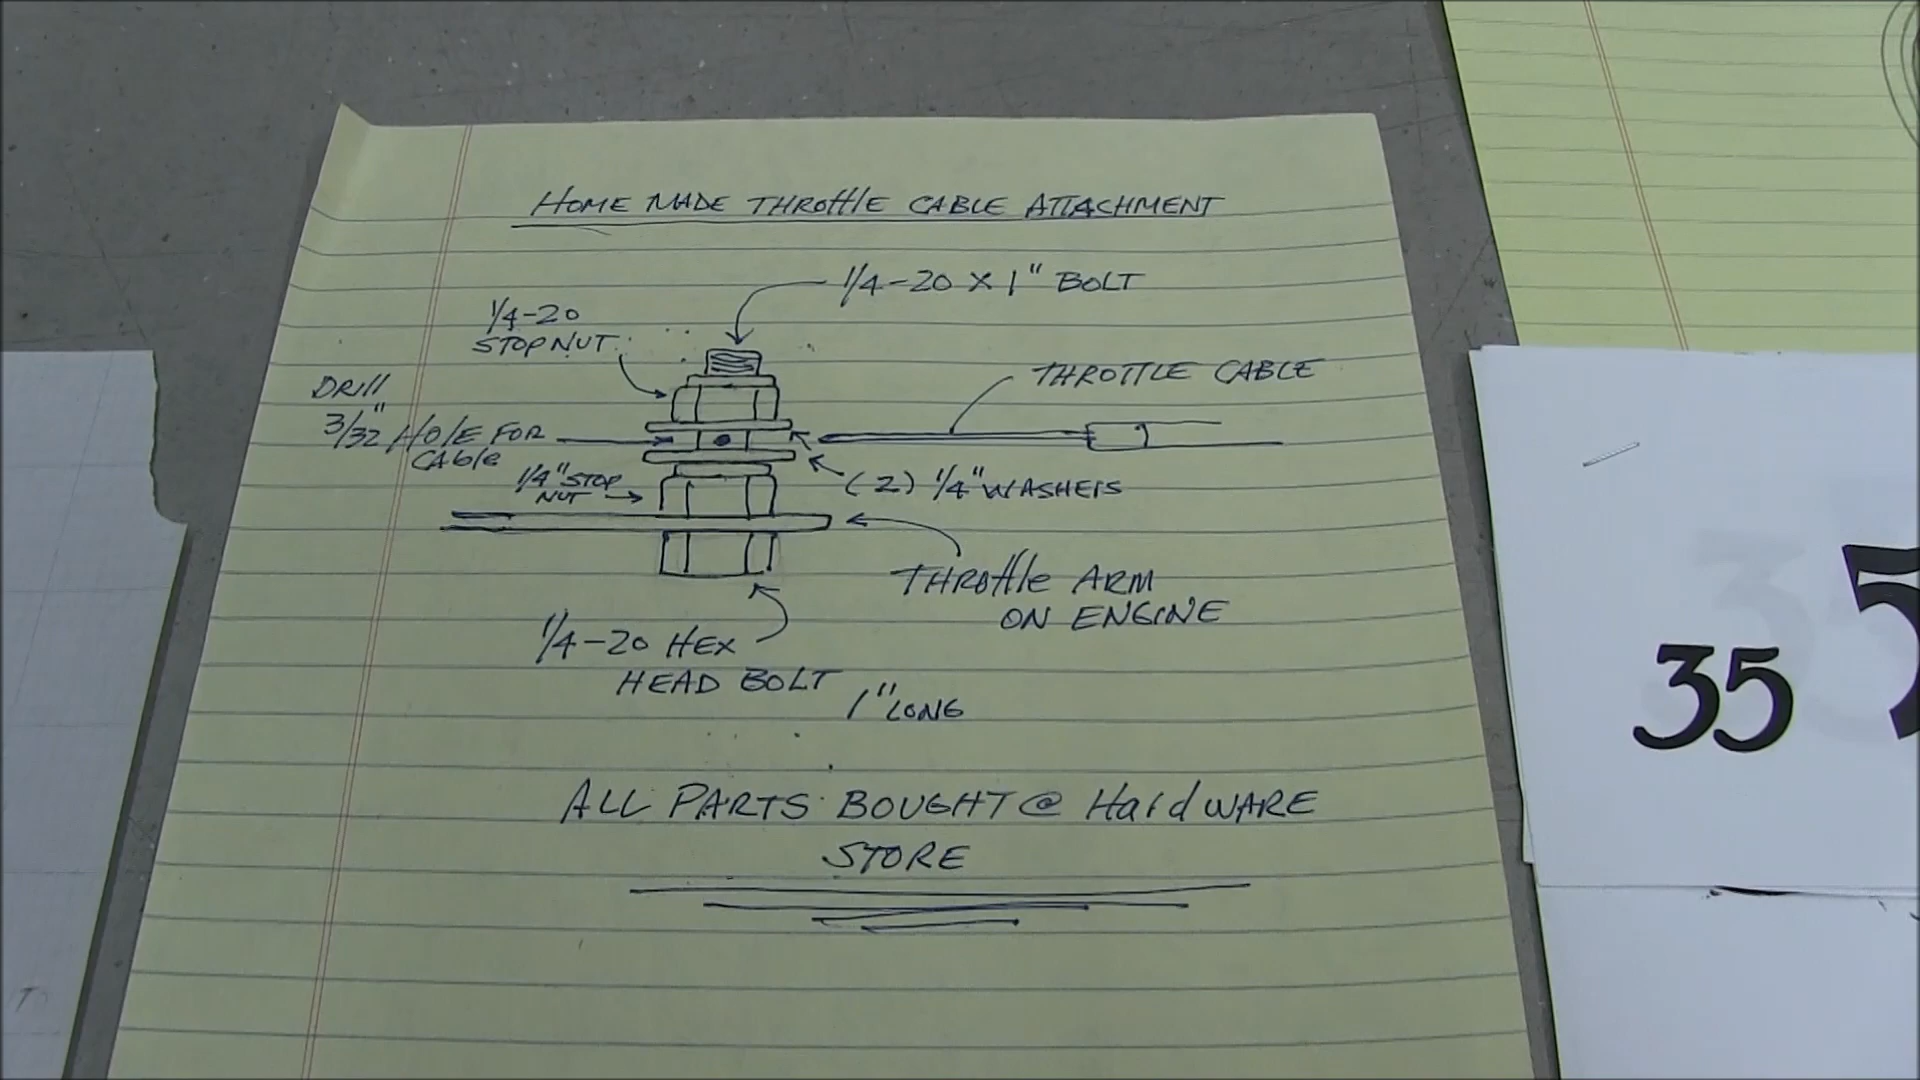 HOME MADE THROTTLE CABLE ATTACHMENT
1/4-20 X 1" BOLT
1/4-20
STOP NUT
THROTTLE CABLE
DRILL
3/32" HOLE FOR
CABLE
1/4" STOP
NUT
(2) 1/4" WASHERS
THROTTLE ARM
ON ENGINE
1/4-20 HEX
HEAD BOLT
1" LONG
ALL PARTS BOUGHT @ HardWARE
STORE
35